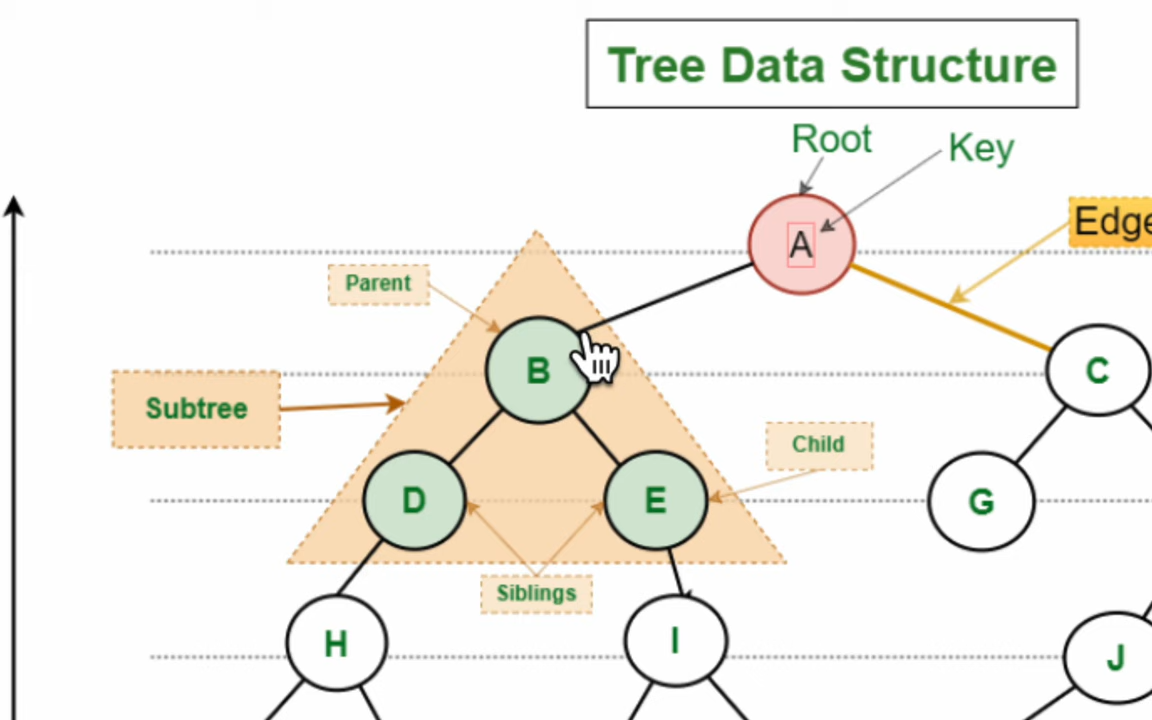 Tree Data Structure
Root
Key
A
Edge
Parent
B
C
Subtree
Child
D
E
G
Siblings
H
I
J